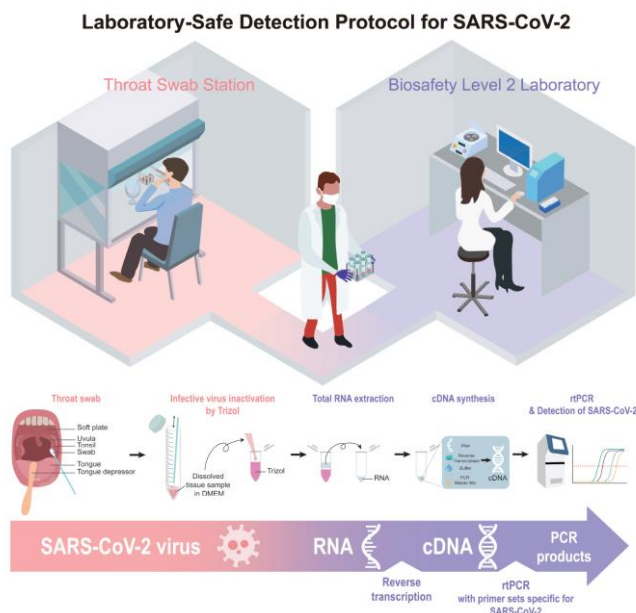 Laboratory-Safe Detection Protocol for SARS-CoV-2
Throat Swab Station
Biosafety Level 2 Laboratory
Throat swab
Soft plate
Uvula
Tonsil
Swab
Tongue
Tongue depressor
Infective virus inactivation
by Trizol
Dissolved
tissue sample
in DMEM
Trizol
Total RNA extraction
RNA
cDNA synthesis
RNA
Reverse
transcriptase
Buffer
PCR
Master Mix
cDNA
rtPCR
& Detection of SARS-CoV-2
SARS-CoV-2 virus
RNA
cDNA
PCR
products
Reverse
transcription
rtPCR
with primer sets specific for
SARS-CoV-2